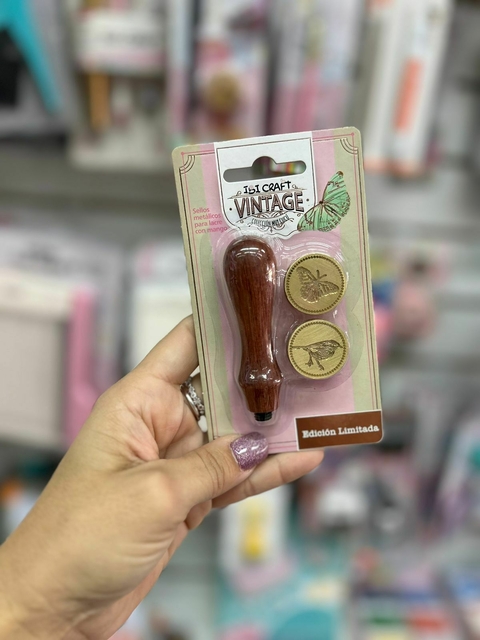 IBI CRAFT
VINTAGE
Sellos
metálicos
para lacre
con mango
Edición Limitada